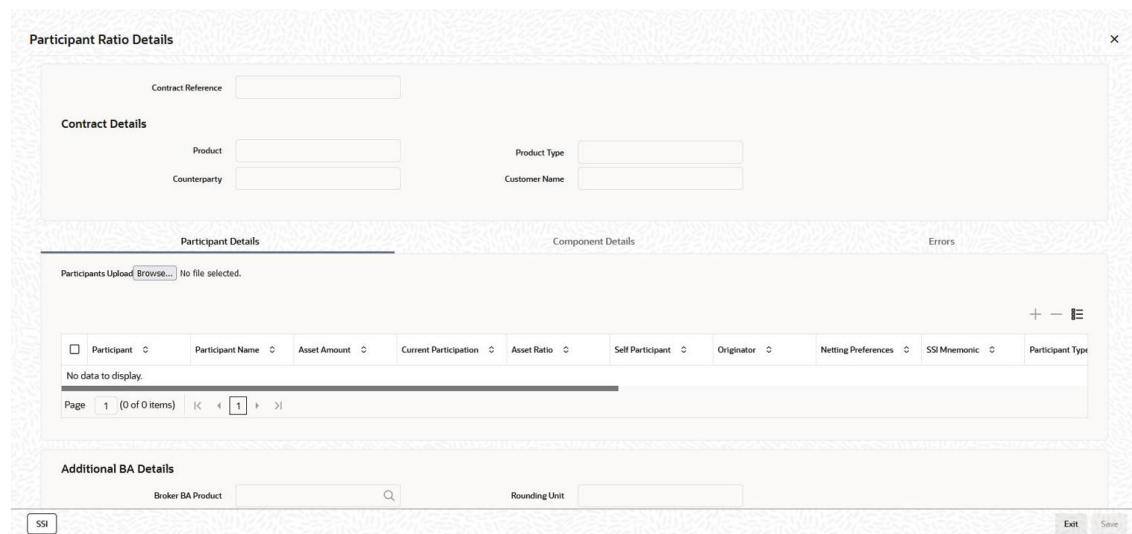 Participant Ratio Details
Contract Reference
Contract Details
Product
Product Type
Counterparty
Customer Name
Participant Details Component Details Errors
Participants Upload Browse... No file selected.
Participant Participant Name Asset Amount Current Participation Asset Ratio Self Participant Originator Netting Preferences SSI Mnemonic Participant Type
No data to display.
Page 1 (0 of 0 items) 1
Additional BA Details
Broker BA Product
Rounding Unit
SSI Exit Save